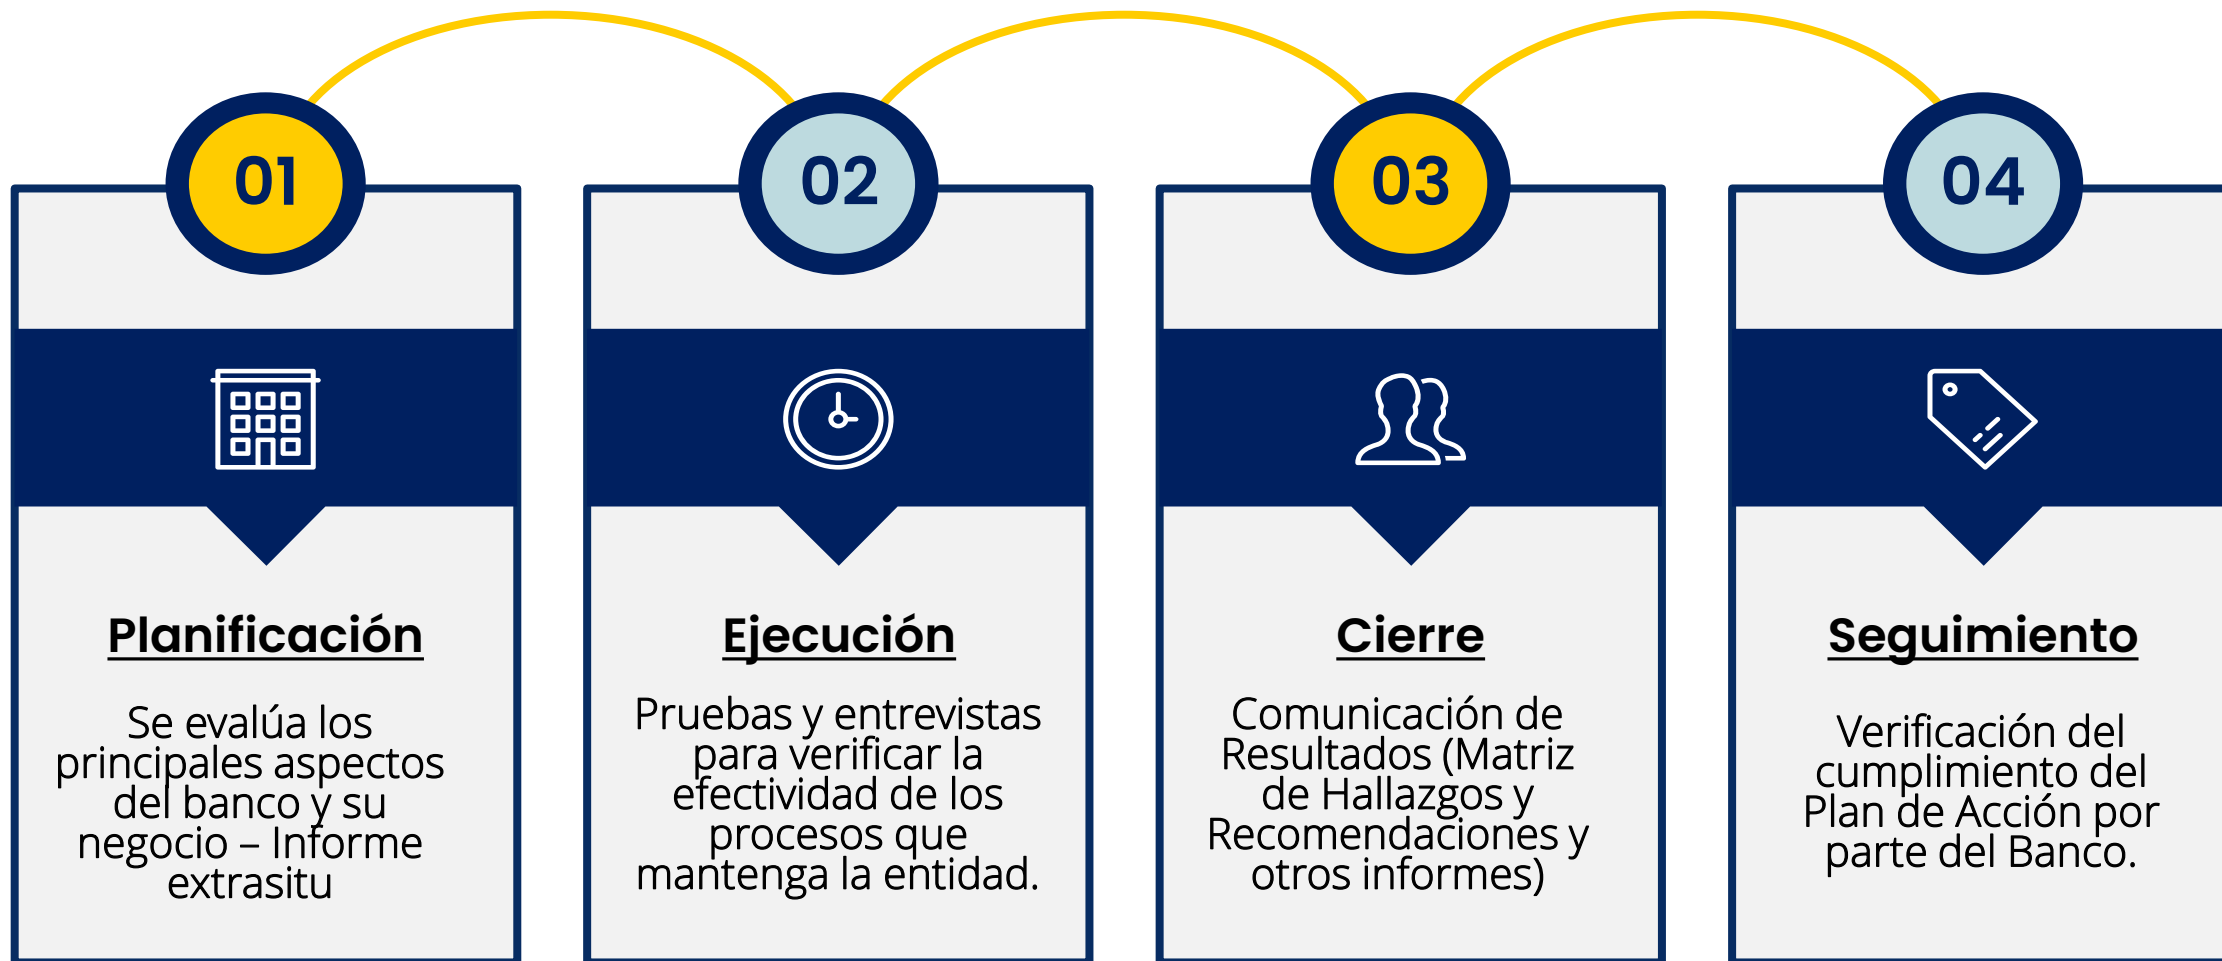 01
Planificación
Se evalúa los
principales aspectos
del banco y su
negocio – Informe
extrasitu
02
Ejecución
Pruebas y entrevistas
para verificar la
efectividad de los
procesos que
mantenga la entidad.
03
Cierre
Comunicación de
Resultados (Matriz
de Hallazgos y
Recomendaciones y
otros informes)
04
Seguimiento
Verificación del
cumplimiento del
Plan de Acción por
parte del Banco.